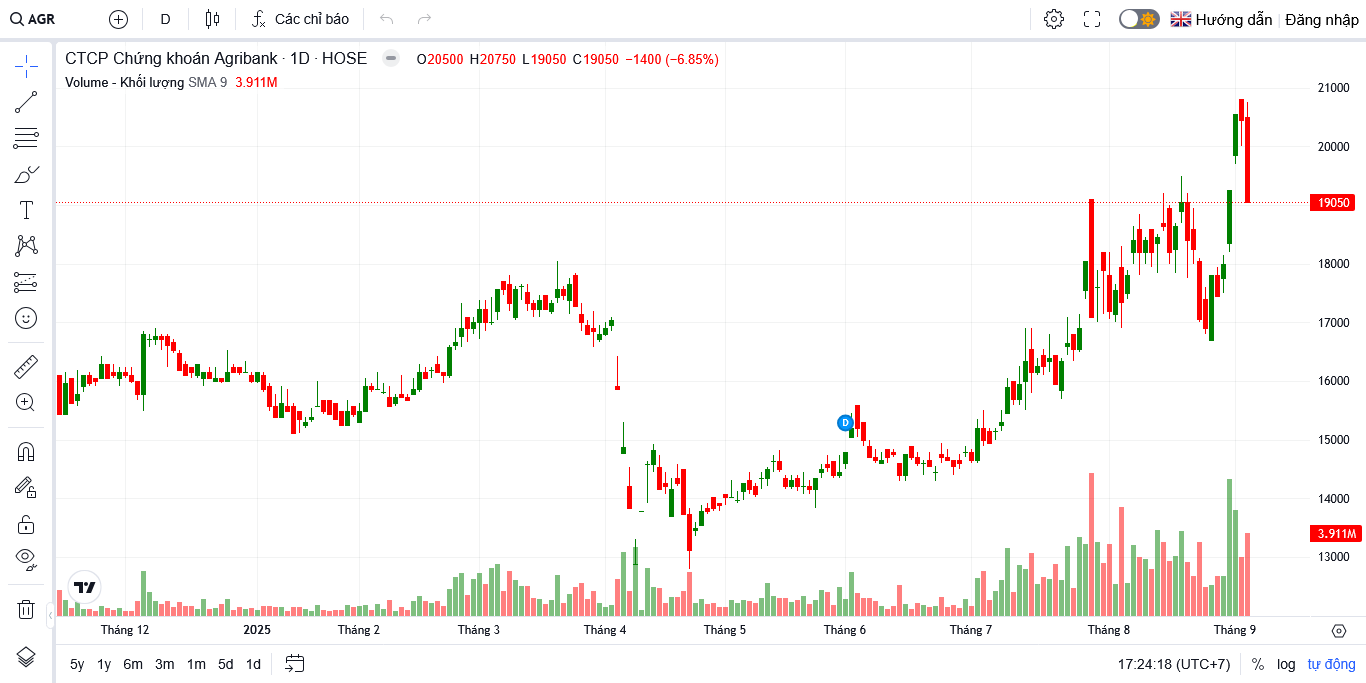 AGR D Các chỉ báo Hướng dẫn Đăng nhập
CTCP Chứng khoán Agribank · 1D · HOSE O20500 H20750 L19050 C19050 −1400 (−6.85%)
Volume - Khối lượng SMA 9 3.911M
21000
20000
19050
18000
17000
16000
15000
D
14000
3.911M
13000
Tháng 12 2025 Tháng 2 Tháng 3 Tháng 4 Tháng 5 Tháng 6 Tháng 7 Tháng 8 Tháng 9
5y 1y 6m 3m 1m 5d 1d 17:24:18 (UTC+7) % log tự động